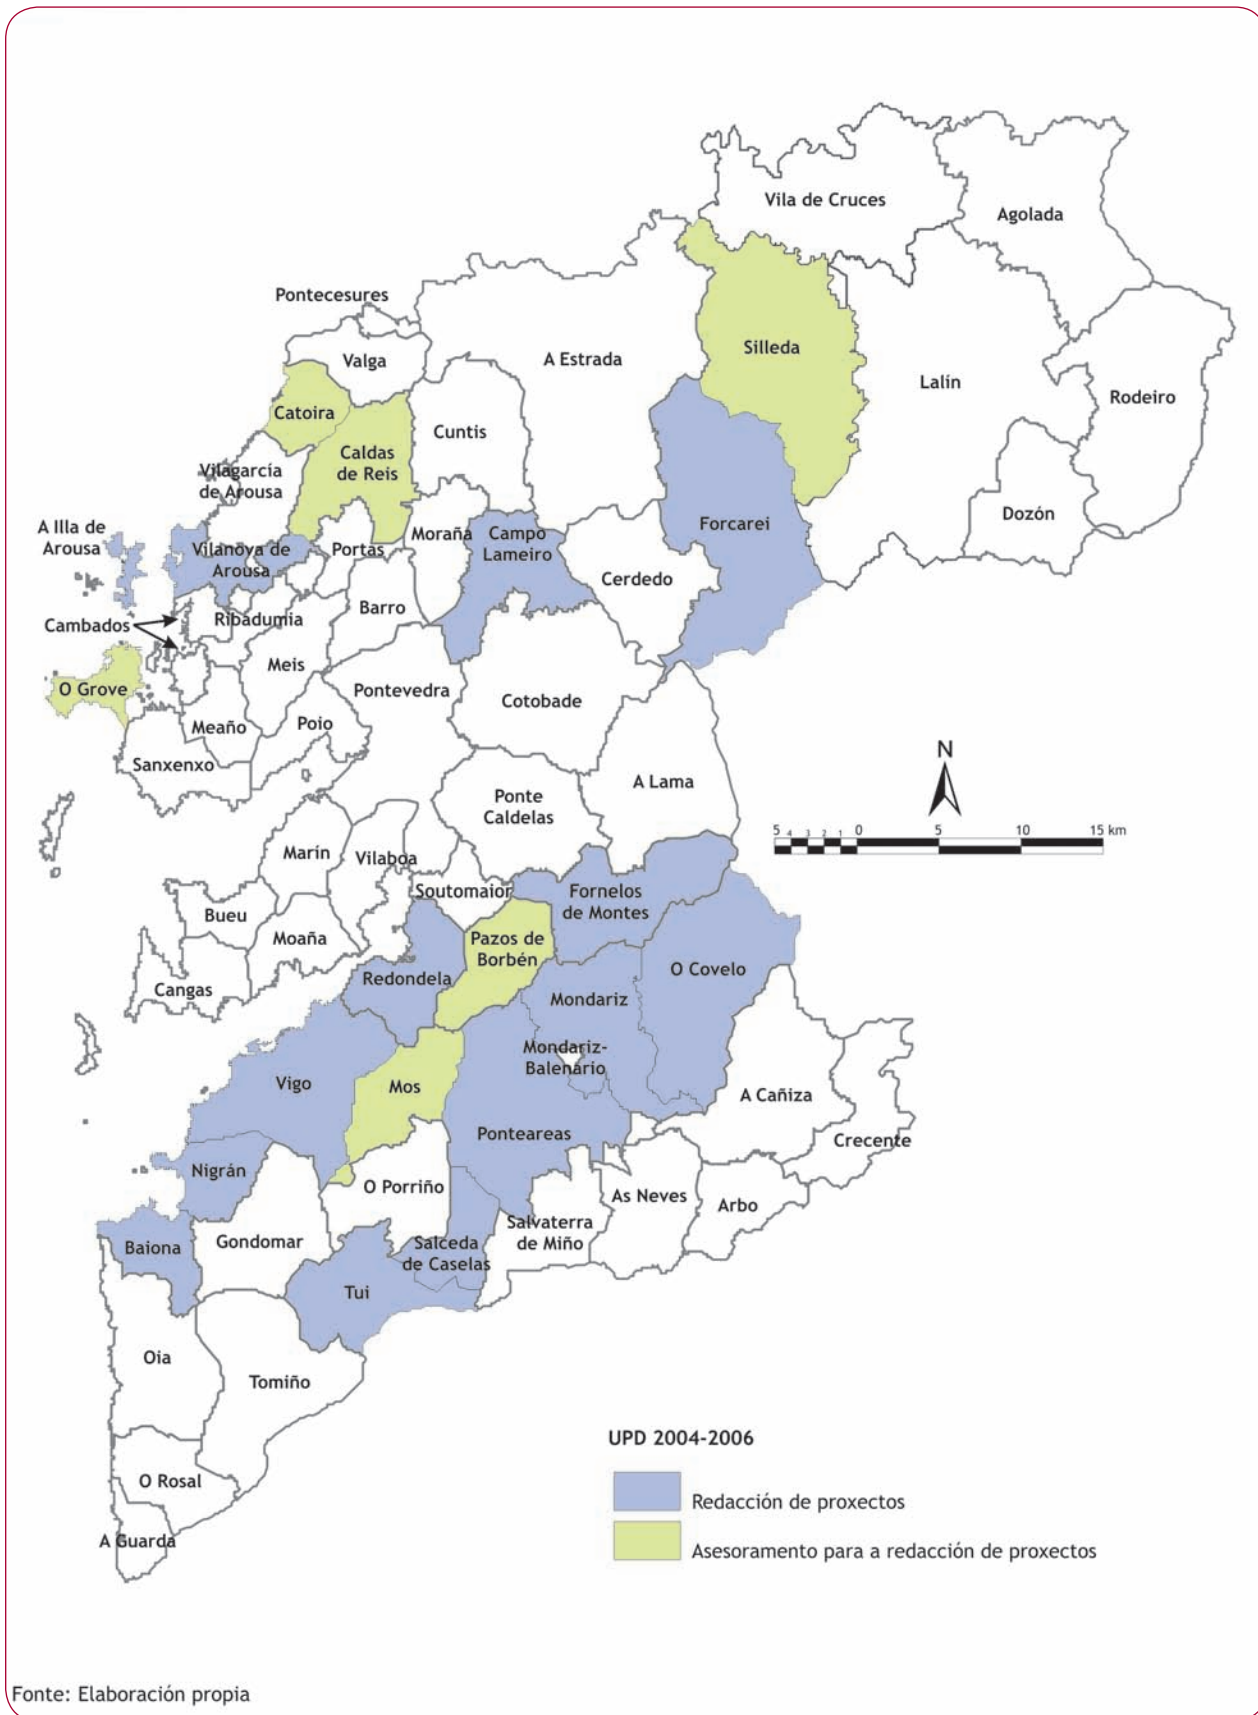 Vila de Cruces
Agolada
Pontecesures
Valga
A Estrada
Silleda
Lalín
Rodeiro
Catoira
Cuntis
Caldas
de Reis
Vilagarcía
de Arousa
Dozón
Forcarei
A Illa de
Arousa
Vilanova de
Arousa
Portas
Moraña
Campo
Lameiro
Cerdedo
Barro
Cambados
Ribadumia
Meis
O Grove
Pontevedra
Cotobade
Meaño
Poio
Sanxenxo
N
A Lama
Ponte
Caldelas
5 4 3 2 1 0 5 10 15 km
Marín
Vilaboa
Soutomaior
Fornelos
de Montes
Bueu
Moaña
Pazos de
Borbén
Redondela
O Covelo
Cangas
Mondariz
Mondariz-
Balenario
Vigo
Mos
A Cañiza
Ponteareas
Crecente
Nigrán
O Porriño
As Neves
Arbo
Salvaterra
de Miño
Baiona
Gondomar
Salceda
de Caselas
Tui
Oia
Tomiño
O Rosal
A Guarda
UPD 2004-2006
Redacción de proxectos
Asesoramento para a redacción de proxectos
Fonte: Elaboración propia